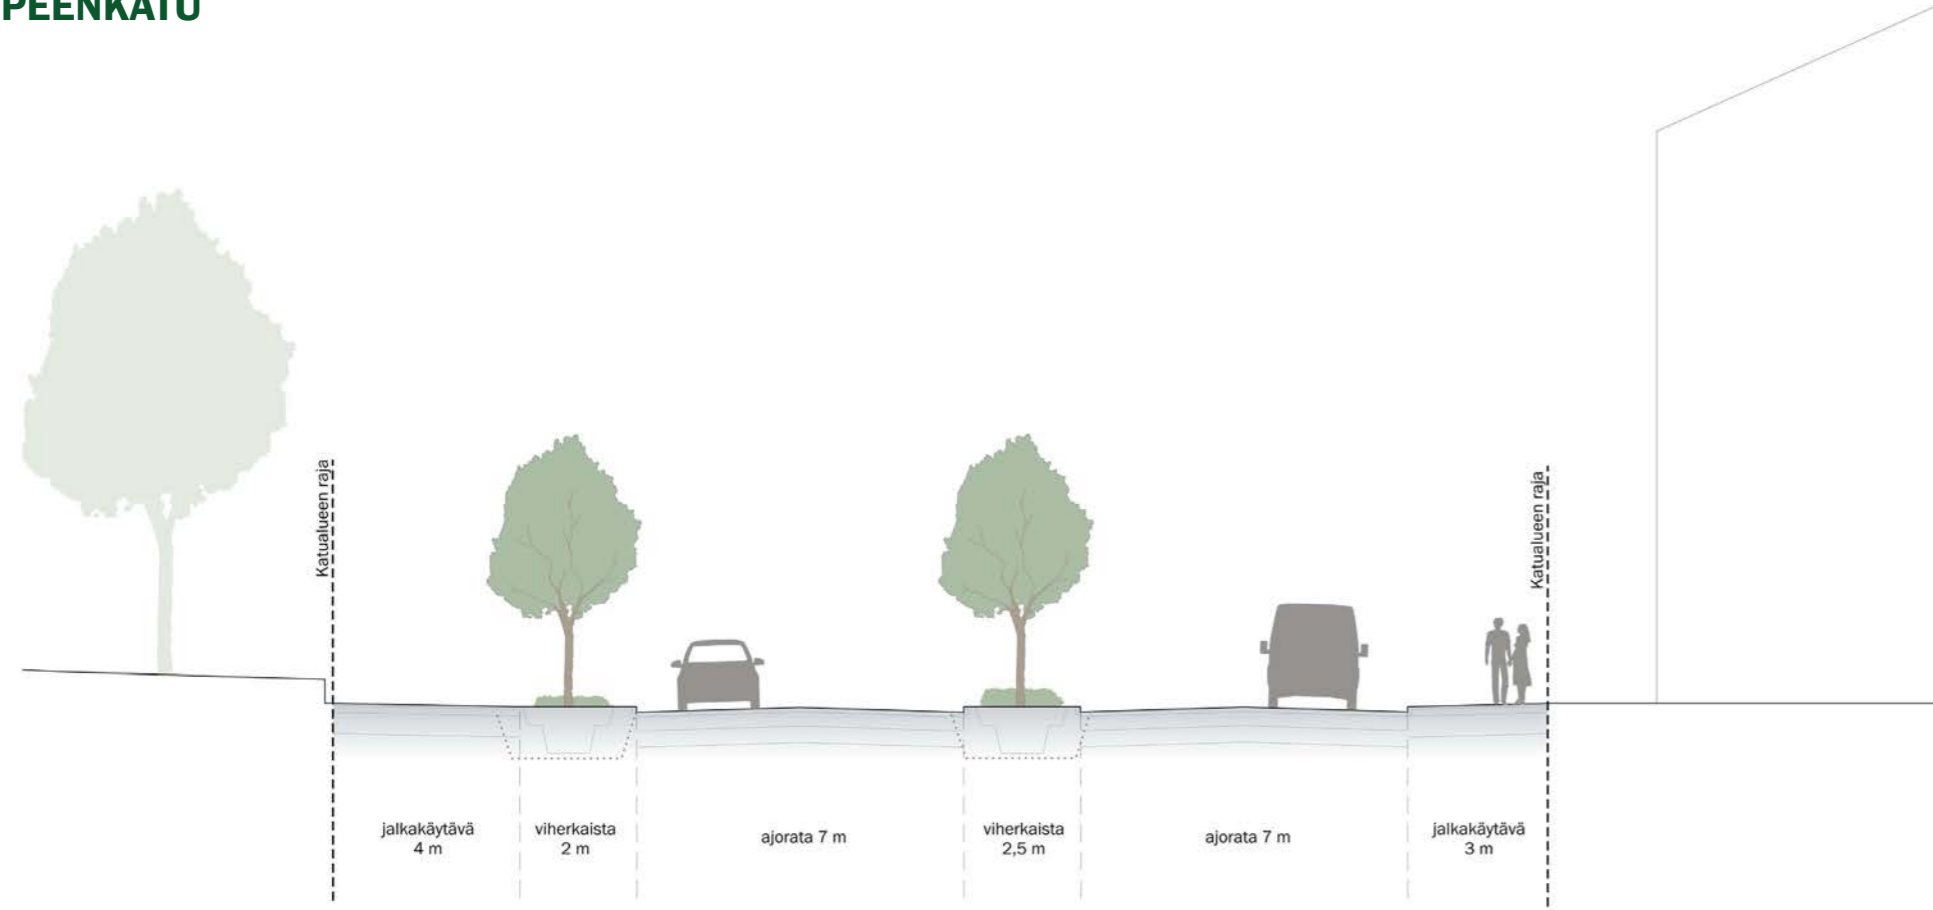 PEENKATU
Katualueen raja
Katualueen raja
jalkakäytävä
4 m
viherkaista
2 m
ajorata 7 m
viherkaista
2,5 m
ajorata 7 m
jalkakäytävä
3 m